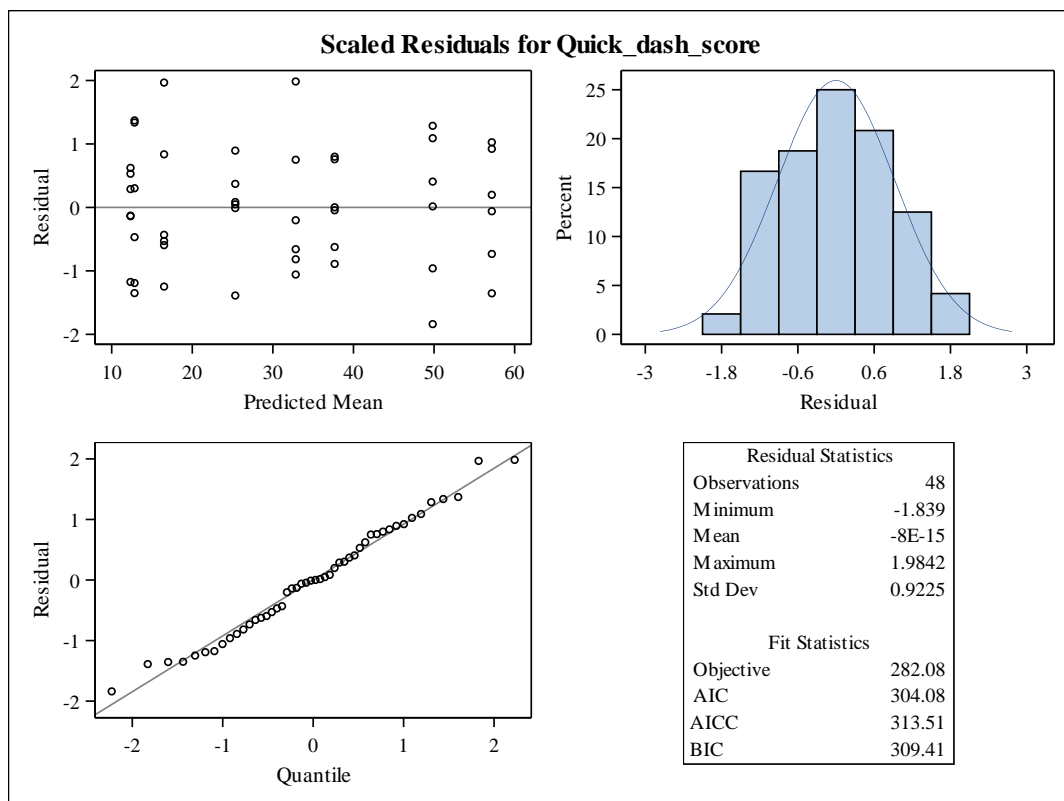 Scaled Residuals for Quick_dash_score
2
1
0
-1
-2
Residual
10 20 30 40 50 60
Predicted Mean
25
20
15
10
5
0
Percent
-3 -1.8 -0.6 0.6 1.8 3
Residual
2
1
0
-1
-2
Residual
-2 -1 0 1 2
Quantile
Residual Statistics
Observations 48
Minimum -1.839
Mean -8E-15
Maximum 1.9842
Std Dev 0.9225
Fit Statistics
Objective 282.08
AIC 304.08
AICC 313.51
BIC 309.41